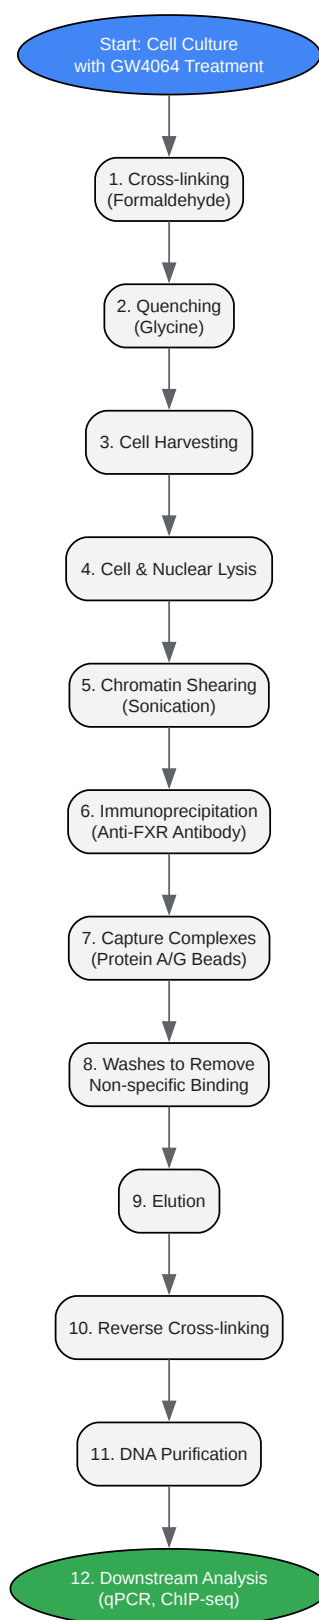 Start: Cell Culture
with GW4064 Treatment
1. Cross-linking
(Formaldehyde)
2. Quenching
(Glycine)
3. Cell Harvesting
4. Cell & Nuclear Lysis
5. Chromatin Shearing
(Sonication)
6. Immunoprecipitation
(Anti-FXR Antibody)
7. Capture Complexes
(Protein A/G Beads)
8. Washes to Remove
Non-specific Binding
9. Elution
10. Reverse Cross-linking
11. DNA Purification
12. Downstream Analysis
(qPCR, ChIP-seq)